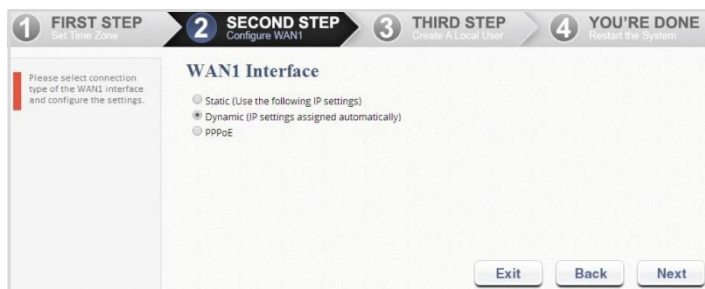 1 FIRST STEP
Set Time Zone
2 SECOND STEP
Configure WAN1
3 THIRD STEP
Create A Local User
4 YOU'RE DONE
Restart the System
Please select connection
type of the WAN1 interface
and configure the settings.
WAN1 Interface
Static (Use the following IP settings)
Dynamic (IP settings assigned automatically)
PPPoE
Exit Back Next